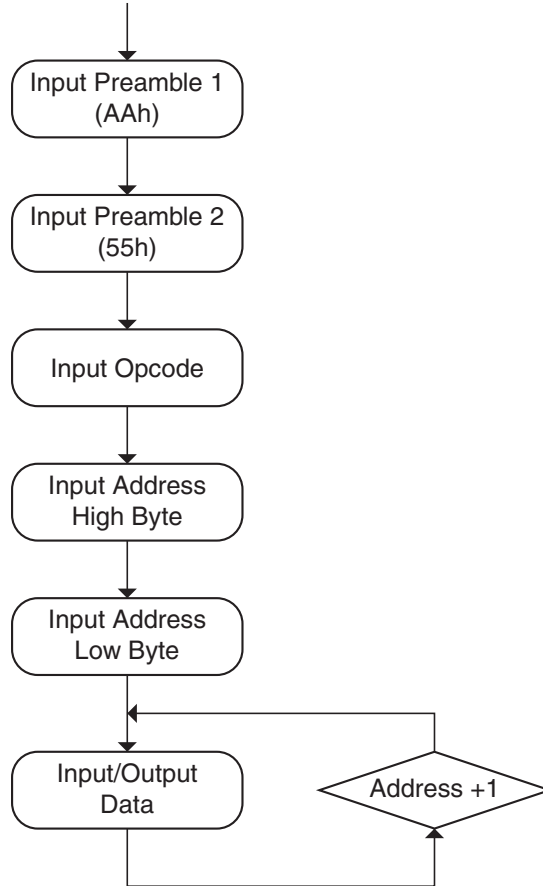 Input Preamble 1
(AAh)
Input Preamble 2
(55h)
Input Opcode
Input Address
High Byte
Input Address
Low Byte
Input/Output
Data
Address +1